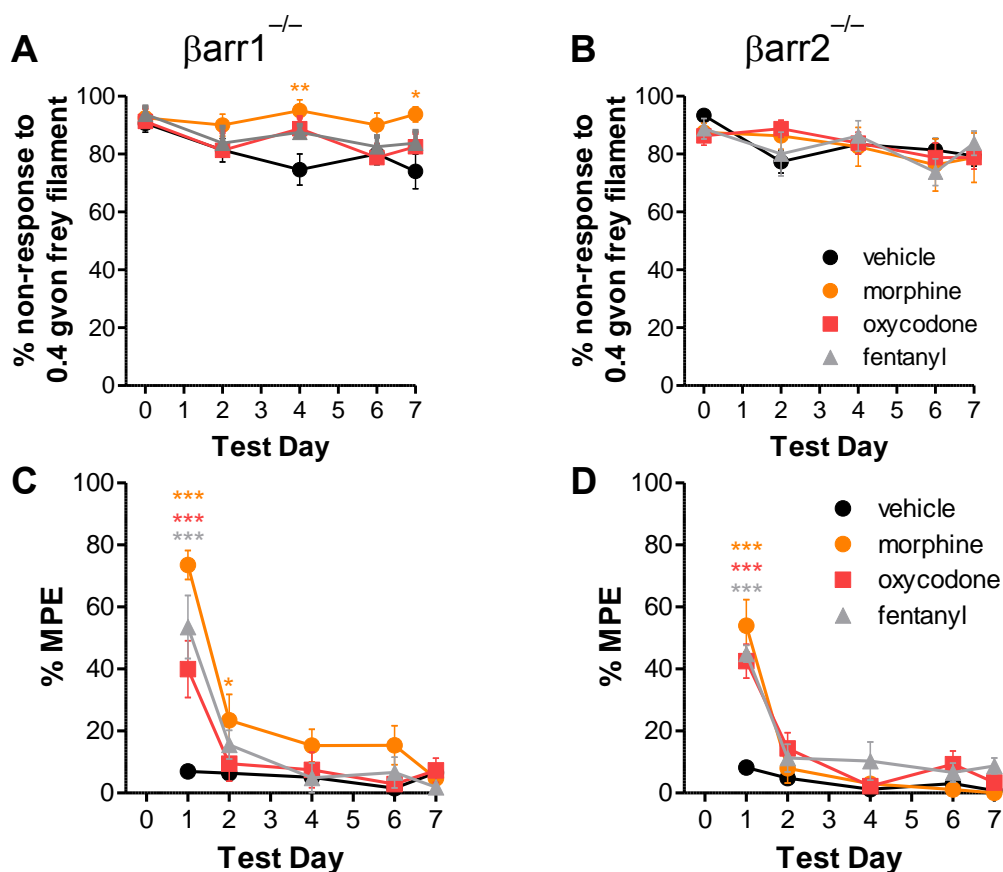 A
βarr1–/–
% non-response to
0.4 gvon frey filament
100
80
60
40
20
0
**
*
0 1 2 3 4 5 6 7
Test Day
B
βarr2–/–
% non-response to
0.4 gvon frey filament
100
80
60
40
20
0
vehicle
morphine
oxycodone
fentanyl
0 1 2 3 4 5 6 7
Test Day
C
% MPE
100
80
60
40
20
0
***
***
***
*
0 1 2 3 4 5 6 7
Test Day
D
% MPE
100
80
60
40
20
0
***
***
***
vehicle
morphine
oxycodone
fentanyl
0 1 2 3 4 5 6 7
Test Day